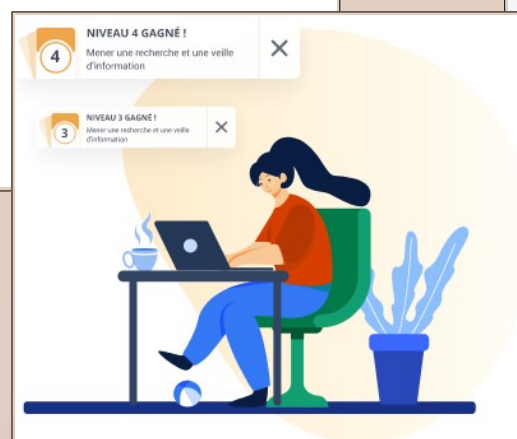 4
NIVEAU 4 GAGNÉ !
Mener une recherche et une veille
d'information
3
NIVEAU 3 GAGNÉ !
Mener une recherche et une veille
d'information